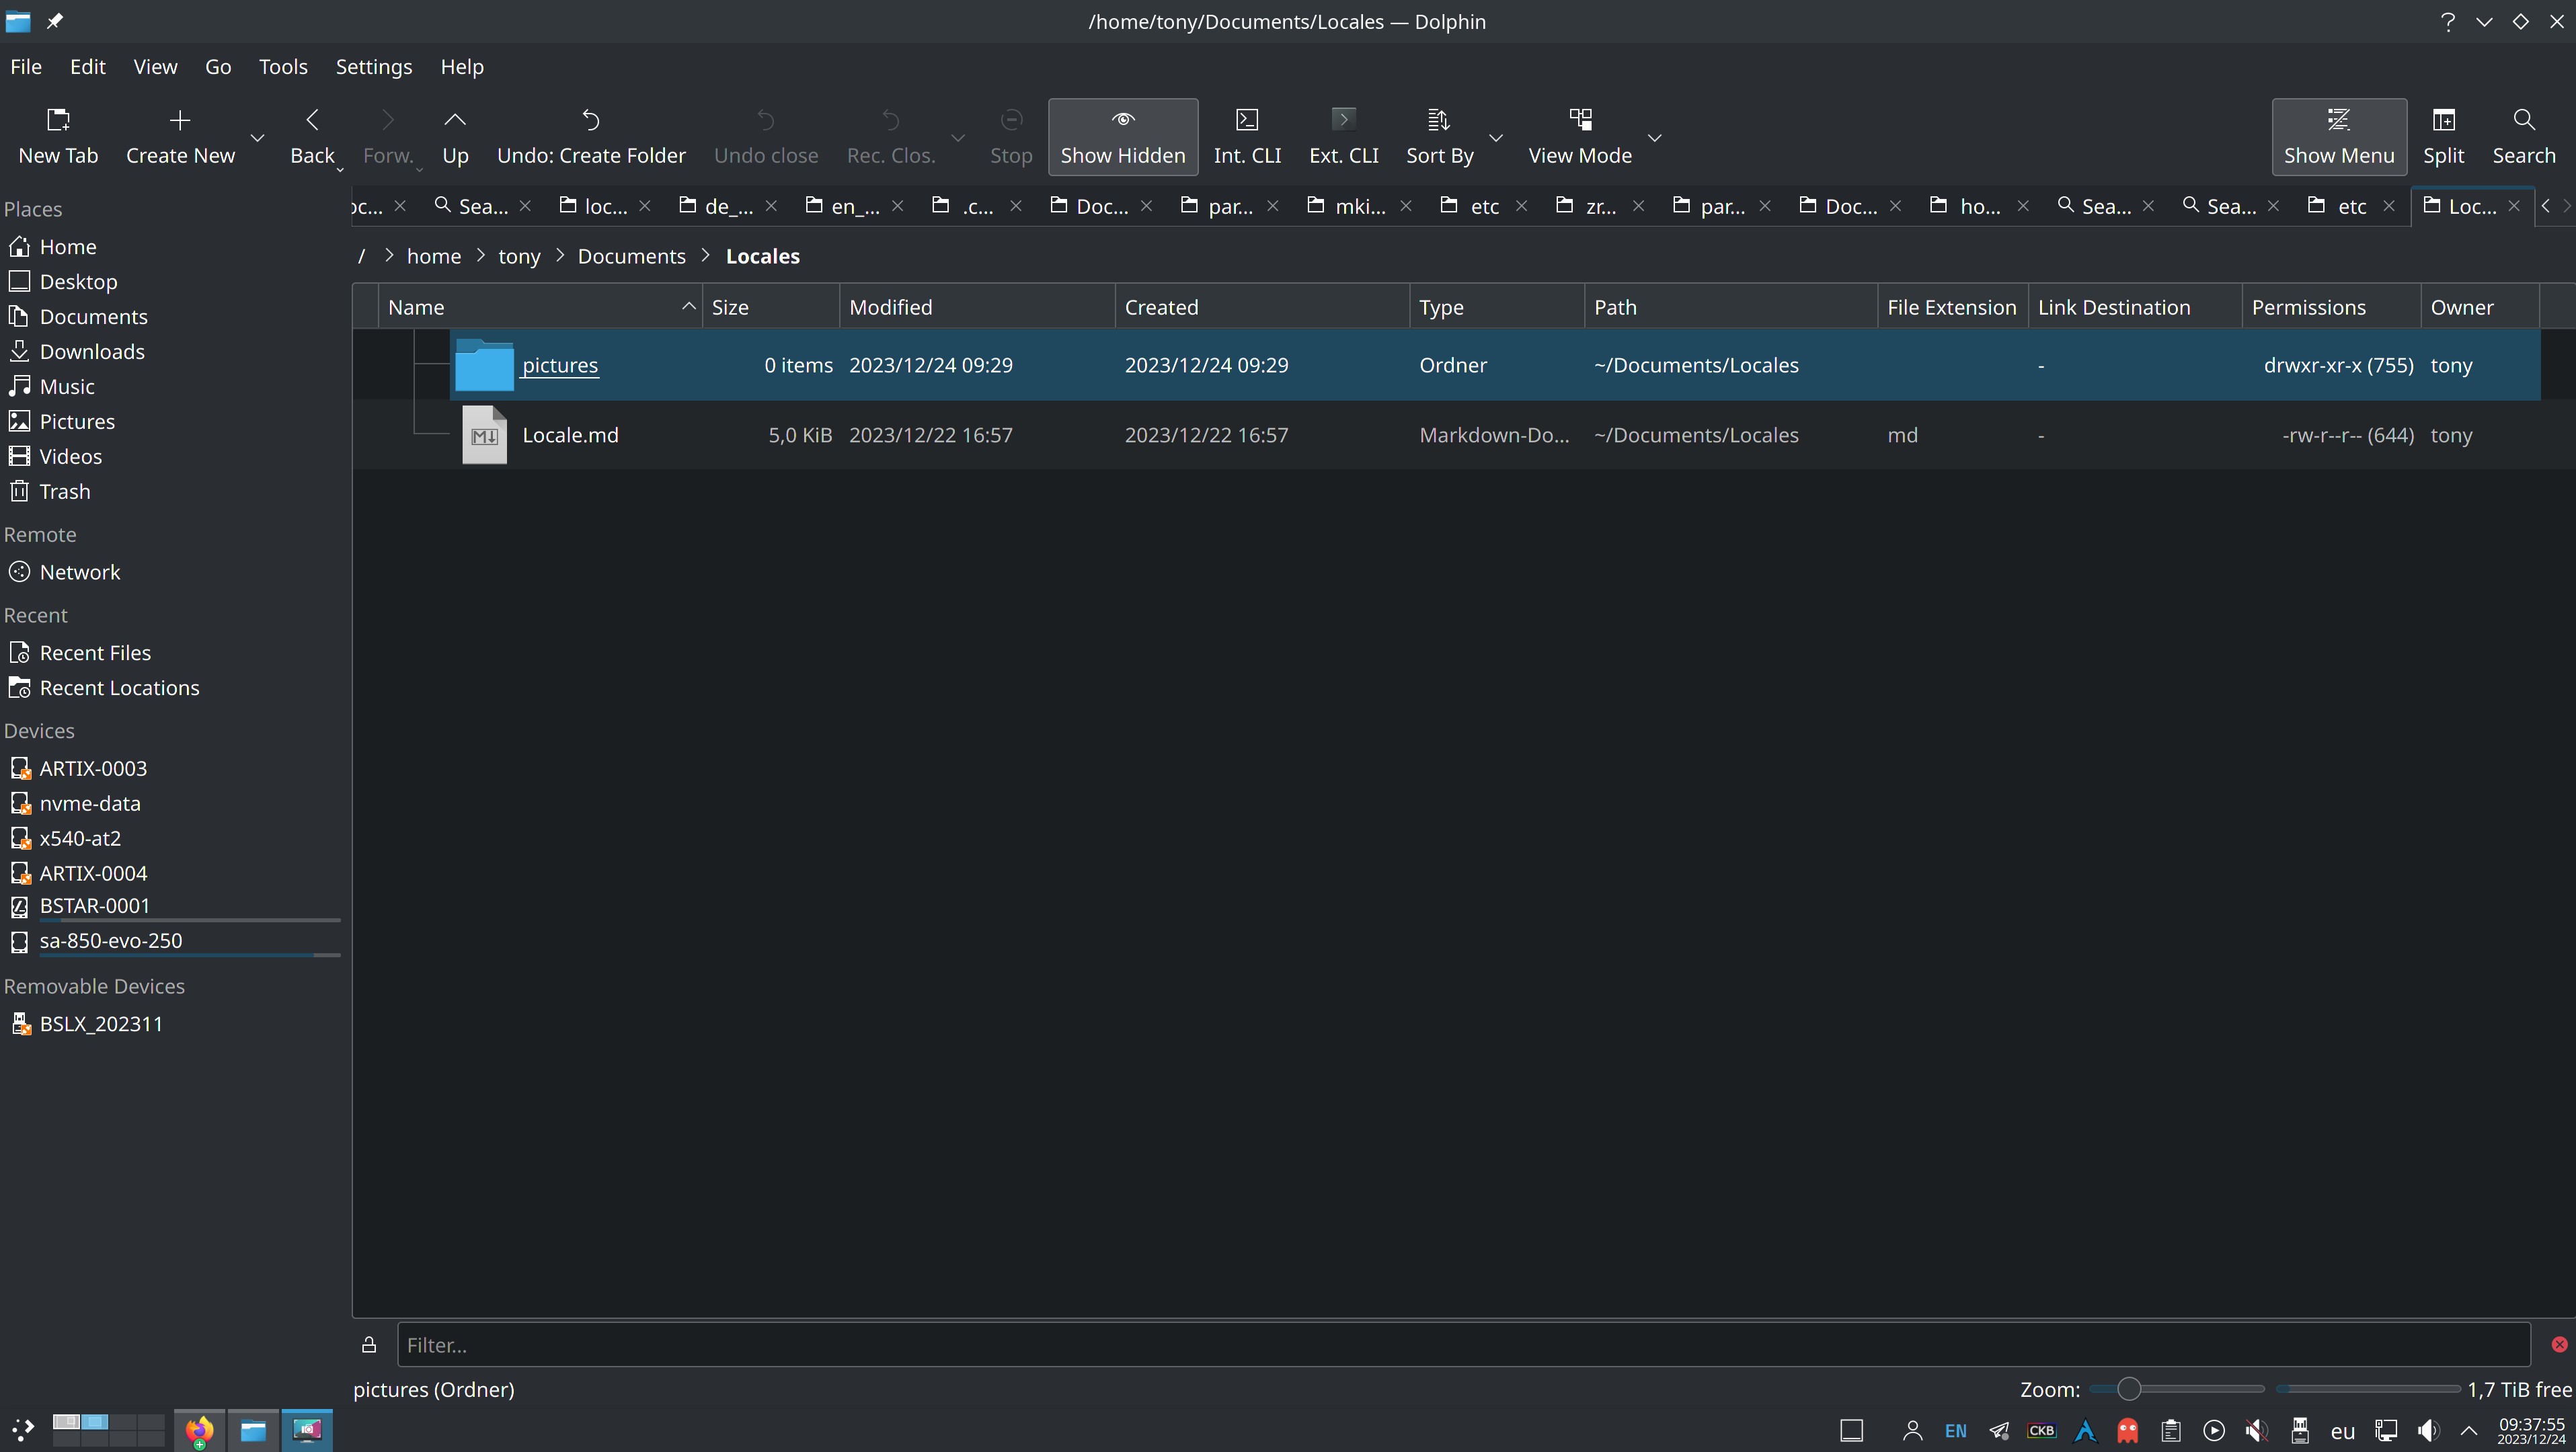 /home/tony/Documents/Locales — Dolphin
File Edit View Go Tools Settings Help
New Tab Create New Back Forw. Up Undo: Create Folder Undo close Rec. Clos. Stop Show Hidden Int. CLI Ext. CLI Sort By View Mode Show Menu Split Search
oc... Sea... loc... de_... en_... .c... Doc... par... mki... etc zr... par... Doc... ho... Sea... Sea... etc Loc...
/ > home > tony > Documents > Locales
Places
Home
Desktop
Documents
Downloads
Music
Pictures
Videos
Trash
Remote
Network
Recent
Recent Files
Recent Locations
Devices
ARTIX-0003
nvme-data
x540-at2
ARTIX-0004
BSTAR-0001
sa-850-evo-250
Removable Devices
BSLX_202311
Name Size Modified Created Type Path File Extension Link Destination Permissions Owner
pictures 0 items 2023/12/24 09:29 2023/12/24 09:29 Ordner ~/Documents/Locales - drwxr-xr-x (755) tony
Locale.md 5,0 KiB 2023/12/22 16:57 2023/12/22 16:57 Markdown-Do... ~/Documents/Locales md - -rw-r--r-- (644) tony
Filter...
pictures (Ordner) Zoom: 1,7 TiB free
EN CKB eu 09:37:55
2023/12/24